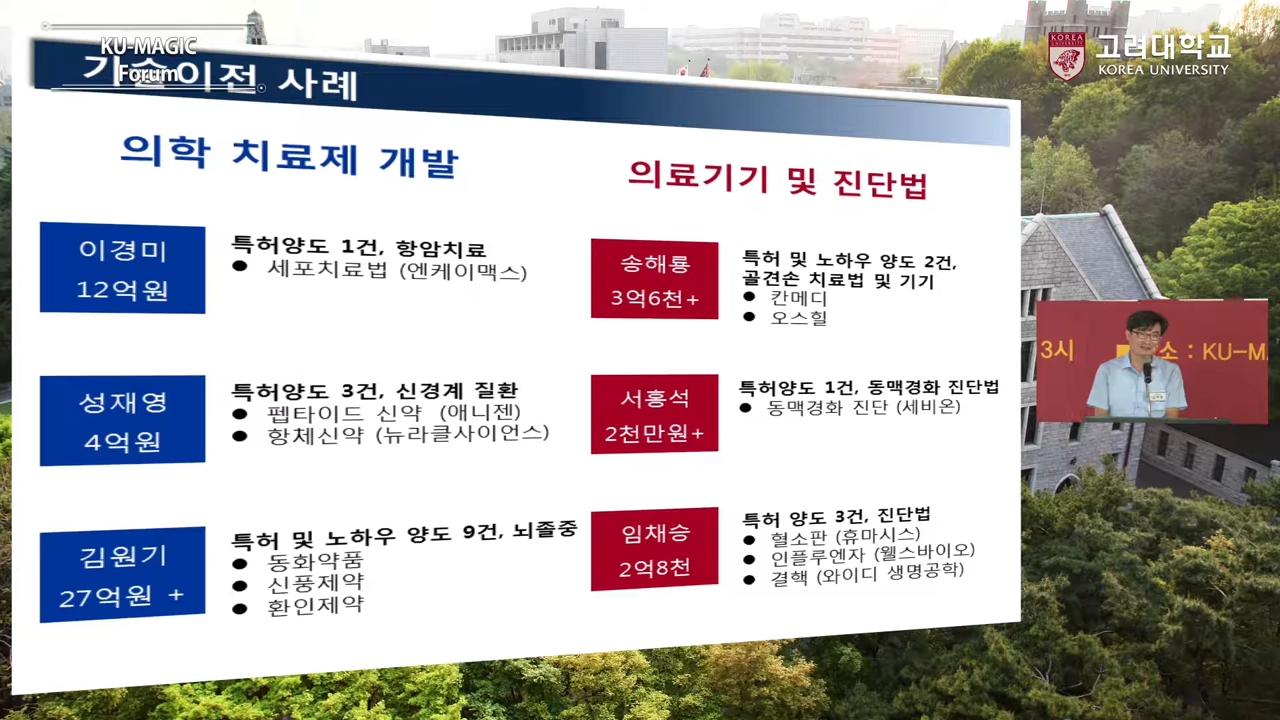 KU-MAGIC
Forum
기술이전 사례
고려대학교
KOREA UNIVERSITY
KOREA
의학 치료제 개발
이경미
12억원
특허양도 1건, 항암치료
● 세포치료법 (엔케이맥스)
성재영
4억원
특허양도 3건, 신경계 질환
● 펩타이드 신약 (애니젠)
● 항체신약 (뉴라클사이언스)
김원기
27억원 +
특허 및 노하우 양도 9건, 뇌졸중
● 동화약품
● 신풍제약
● 환인제약
의료기기 및 진단법
송해룡
3억6천+
특허 및 노하우 양도 2건,
골견손 치료법 및 기기
● 칸메디
● 오스힐
서홍석
2천만원+
특허양도 1건, 동맥경화 진단법
● 동맥경화 진단 (세비온)
임채승
2억8천
특허 양도 3건, 진단법
● 혈소판 (휴마시스)
● 인플루엔자 (웰스바이오)
● 결핵 (와이디 생명공학)
3시
소 : KU-MA